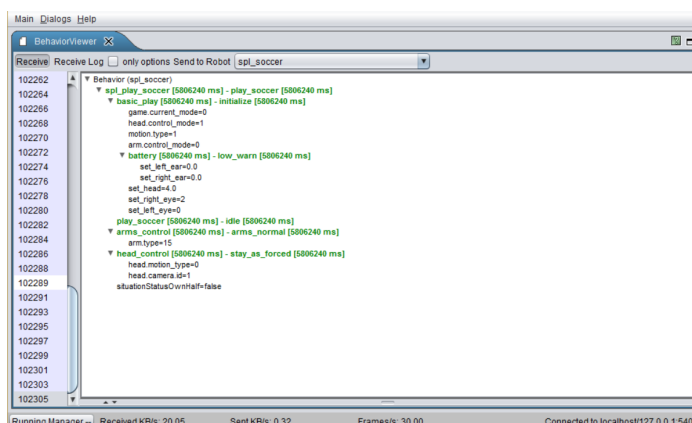 Main Dialogs Help
BehaviorViewer
Receive Receive Log only options Send to Robot spl_soccer
102262
102264
102266
102268
102270
102272
102274
102276
102278
102280
102282
102284
102286
102288
102289
102291
102293
102295
102297
102299
102301
102303
102305
Behavior (spl_soccer)
spl_play_soccer [5806240 ms] - play_soccer [5806240 ms]
basic_play [5806240 ms] - initialize [5806240 ms]
game.current_mode=0
head.control_mode=1
motion.type=1
arm.control_mode=0
battery [5806240 ms] - low_warn [5806240 ms]
set_left_ear=0.0
set_right_ear=0.0
set_head=4.0
set_right_eye=2
set_left_eye=0
play_soccer [5806240 ms] - idle [5806240 ms]
arms_control [5806240 ms] - arms_normal [5806240 ms]
arm.type=15
head_control [5806240 ms] - stay_as_forced [5806240 ms]
head.motion_type=0
head.camera.id=1
situationStatusOwnHalf=false
Running Manager -- Received KB/s: 20.05 Sent KB/s: 0.32 Frames/s: 30.00 Connected to localhost/127.0.0.1:540